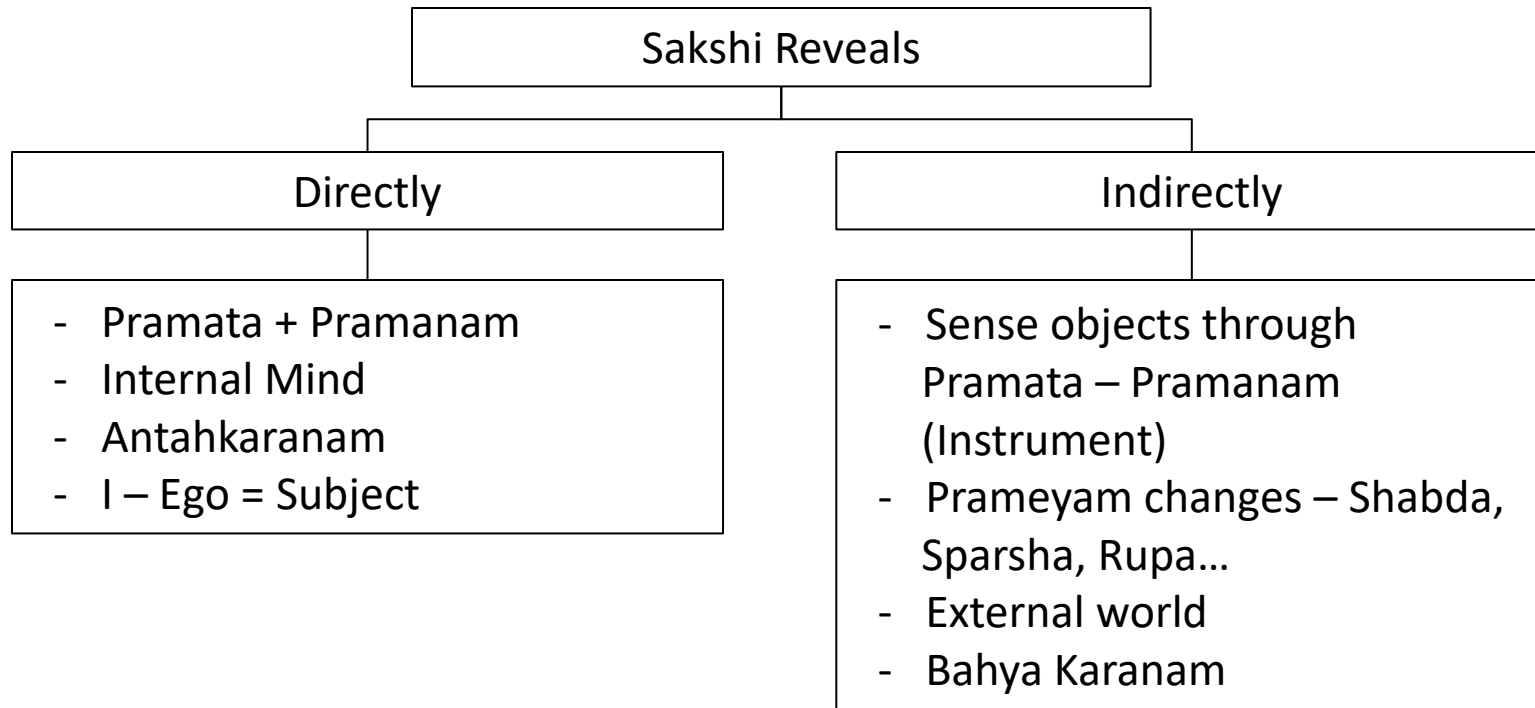 Sakshi Reveals
Directly
- Pramata + Pramanam
- Internal Mind
- Antahkaranam
- I – Ego = Subject
Indirectly
- Sense objects through
Pramata – Pramanam
(Instrument)
- Prameyam changes – Shabda,
Sparsha, Rupa...
- External world
- Bahya Karanam